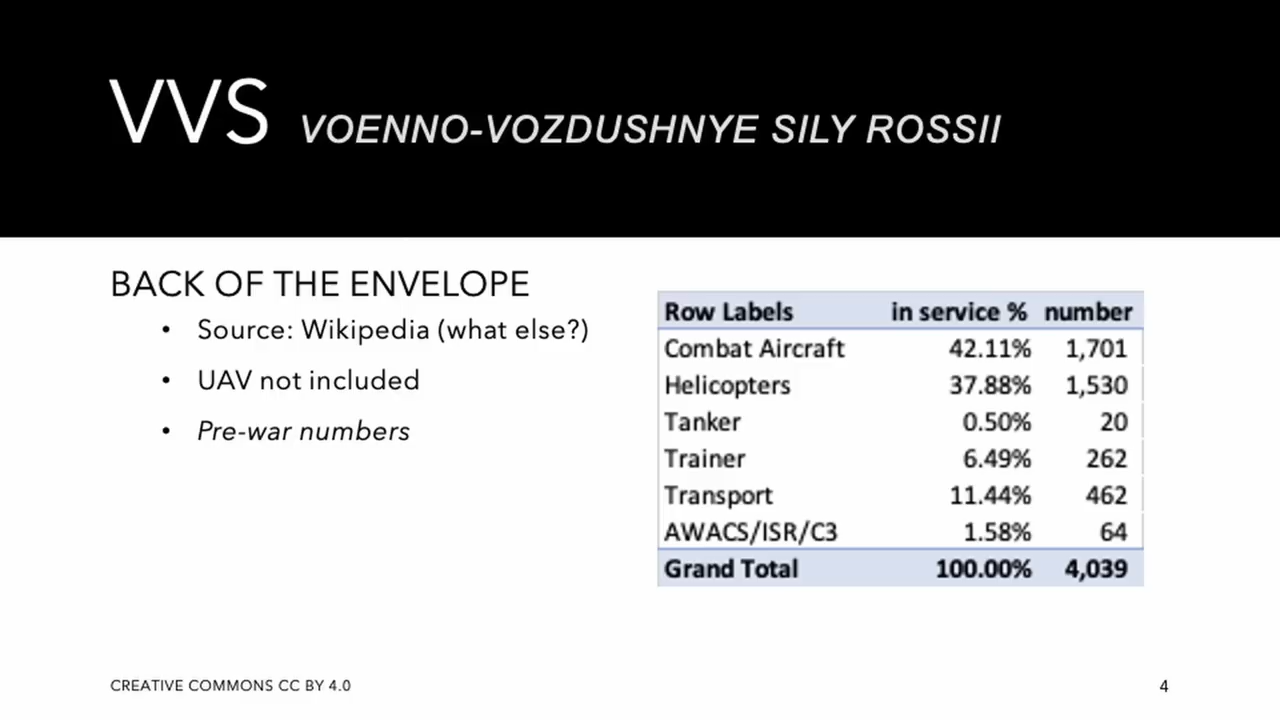 VVS VOENNO-VOZDUSHNYE SILY ROSSII
BACK OF THE ENVELOPE
• Source: Wikipedia (what else?)
• UAV not included
• Pre-war numbers
Row Labels in service % number
Combat Aircraft 42.11% 1,701
Helicopters 37.88% 1,530
Tanker 0.50% 20
Trainer 6.49% 262
Transport 11.44% 462
AWACS/ISR/C3 1.58% 64
Grand Total 100.00% 4,039
CREATIVE COMMONS CC BY 4.0
4